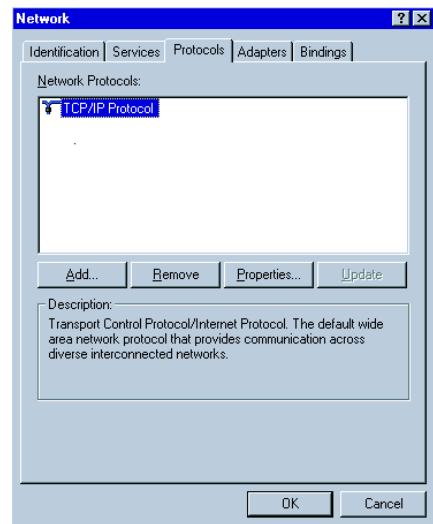 Network ? X
Identification Services Protocols Adapters Bindings
Network Protocols:
TCP/IP Protocol
Add... Remove Properties... Update
Description:
Transport Control Protocol/Internet Protocol. The default wide
area network protocol that provides communication across
diverse interconnected networks.
OK Cancel